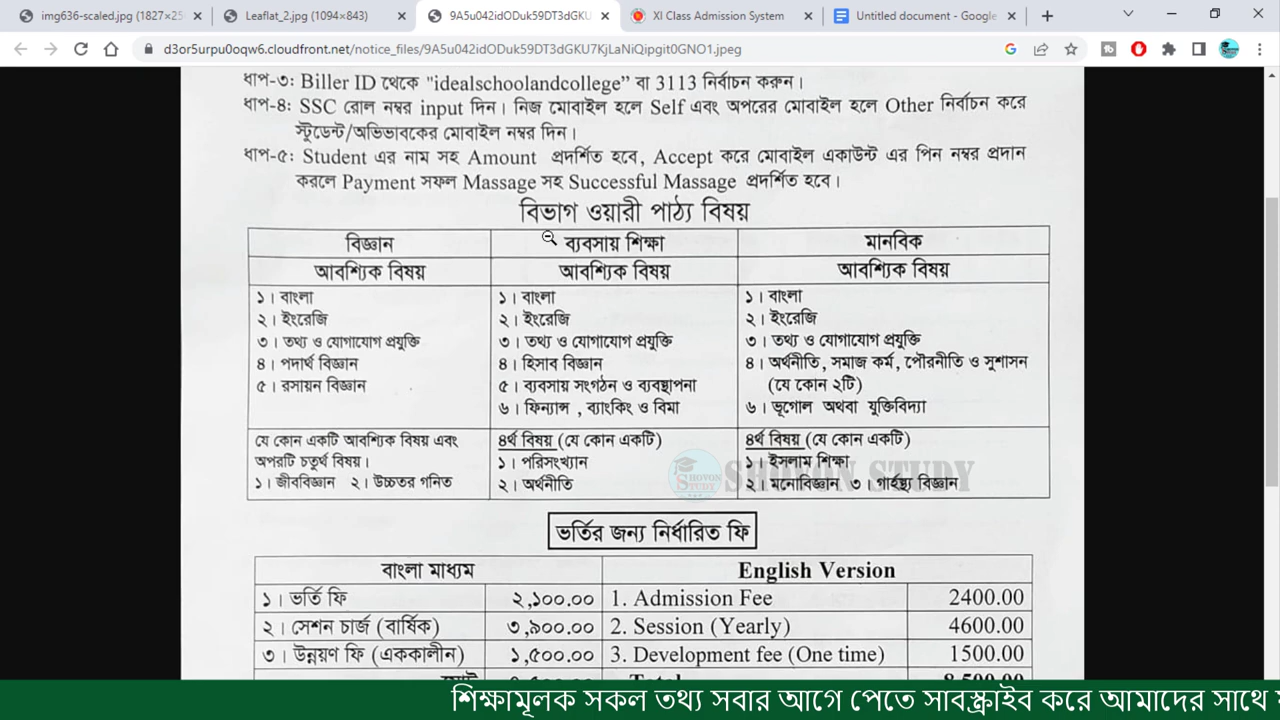 img636-scaled.jpg (1827×25
Leaflat_2.jpg (1094×843)
9A5u042idODuk59DT3dGKU
XI Class Admission System
Untitled document - Google
d3or5urpu0oqw6.cloudfront.net/notice_files/9A5u042idODuk59DT3dGKU7KjLaNiQipgit0GNO1.jpeg
ধাপ-৩: Biller ID থেকে "idealschoolandcollege" বা 3113 নির্বাচন করুন।
ধাপ-৪: SSC রোল নম্বর input দিন। নিজ মোবাইল হলে Self এবং অপরের মোবাইল হলে Other নির্বাচন করে
স্টুডেন্ট/অভিভাবকের মোবাইল নম্বর দিন।
ধাপ-৫: Student এর নাম সহ Amount প্রদর্শিত হবে, Accept করে মোবাইল একাউন্ট এর পিন নম্বর প্রদান
করলে Payment সফল Massage সহ Successful Massage প্রদর্শিত হবে।
বিভাগ ওয়ারী পাঠ্য বিষয়
বিজ্ঞান ব্যবসায় শিক্ষা মানবিক
আবশ্যিক বিষয় আবশ্যিক বিষয় আবশ্যিক বিষয়
১। বাংলা ১। বাংলা ১। বাংলা
২। ইংরেজি ২। ইংরেজি ২। ইংরেজি
৩। তথ্য ও যোগাযোগ প্রযুক্তি ৩। তথ্য ও যোগাযোগ প্রযুক্তি ৩। তথ্য ও যোগাযোগ প্রযুক্তি
৪। পদার্থ বিজ্ঞান ৪। হিসাব বিজ্ঞান ৪। অর্থনীতি, সমাজ কর্ম, পৌরনীতি ও সুশাসন
৫। রসায়ন বিজ্ঞান ৫। ব্যবসায় সংগঠন ও ব্যবস্থাপনা (যে কোন ২টি)
৬। ফিন্যান্স, ব্যাংকিং ও বিমা ৬। ভূগোল অথবা যুক্তিবিদ্যা
যে কোন একটি আবশ্যিক বিষয় এবং ৪র্থ বিষয় (যে কোন একটি) ৪র্থ বিষয় (যে কোন একটি)
অপরটি চতুর্থ বিষয়। ১। পরিসংখ্যান ১। ইসলাম শিক্ষা
১। জীববিজ্ঞান ২। উচ্চতর গনিত ২। অর্থনীতি ২। মনোবিজ্ঞান ৩। গার্হস্থ্য বিজ্ঞান
SHOVON STUDY
SHOVON STUDY
ভর্তির জন্য নির্ধারিত ফি
বাংলা মাধ্যম English Version
১। ভর্তি ফি ২,১০০.০০ 1. Admission Fee 2400.00
২। সেশন চার্জ (বার্ষিক) ৩,৯০০.০০ 2. Session (Yearly) 4600.00
৩। উন্নয়ণ ফি (এককালীন) ১,৫০০.০০ 3. Development fee (One time) 1500.00
Total 8,500.00
শিক্ষামূলক সকল তথ্য সবার আগে পেতে সাবস্ক্রাইব করে আমাদের সাথে